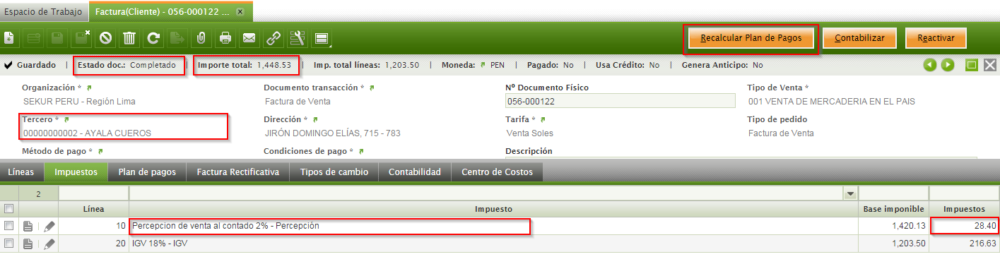 Espacio de Trabajo Factura(Cliente) - 056-000122 ... x
Recalcular Plan de Pagos Contabilizar Reactivar
Guardado | Estado doc.: Completado | Importe total: 1,448.53 | Imp. total líneas: 1,203.50 | Moneda: PEN | Pagado: No | Usa Crédito: No | Genera Anticipo: No
Organización * Documento transacción * Nº Documento Físico Tipo de Venta *
SEKUR PERU - Región Lima Factura de Venta 056-000122 001 VENTA DE MERCADERIA EN EL PAIS
Tercero * Dirección * Tarifa * Tipo de pedido
00000000002 - AYALA CUEROS JIRÓN DOMINGO ELÍAS, 715 - 783 Venta Soles Factura de Venta
Método de pago * Condiciones de pago * Descripción
Líneas Impuestos Plan de pagos Factura Rectificativa Tipos de cambio Contabilidad Centro de Costos
2
Línea Impuesto Base imponible Impuestos
10 Percepcion de venta al contado 2% - Percepción 1,420.13 28.40
20 IGV 18% - IGV 1,203.50 216.63